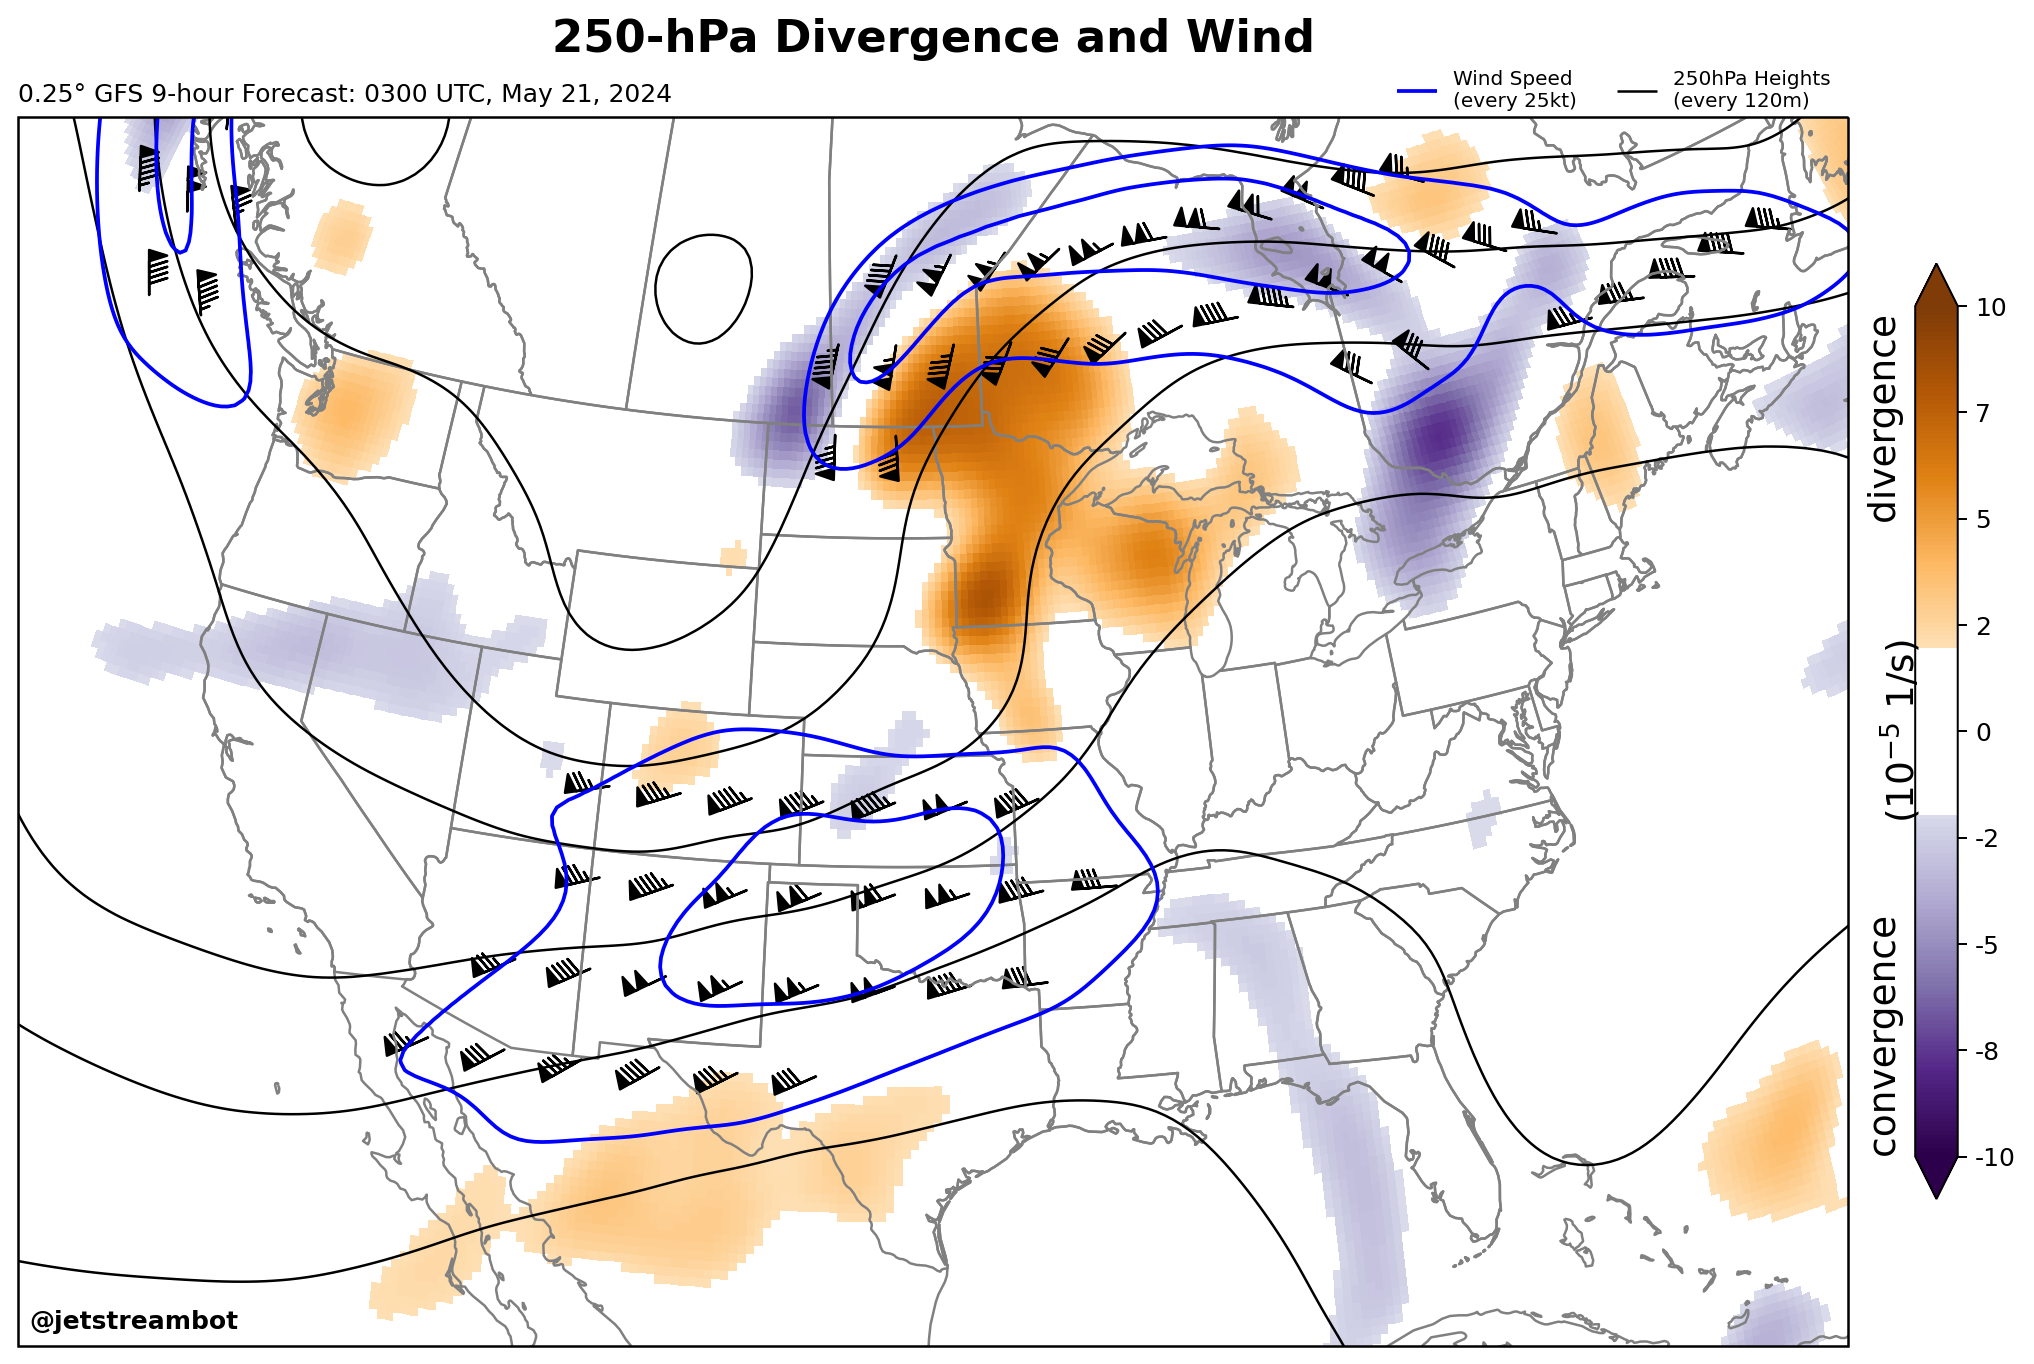 250-hPa Divergence and Wind
0.25° GFS 9-hour Forecast: 0300 UTC, May 21, 2024
Wind Speed
(every 25kt)
250hPa Heights
(every 120m)
10
7
5
2
0
-2
-5
-8
-10
divergence
(10⁻⁵ 1/s)
convergence
@jetstreambot